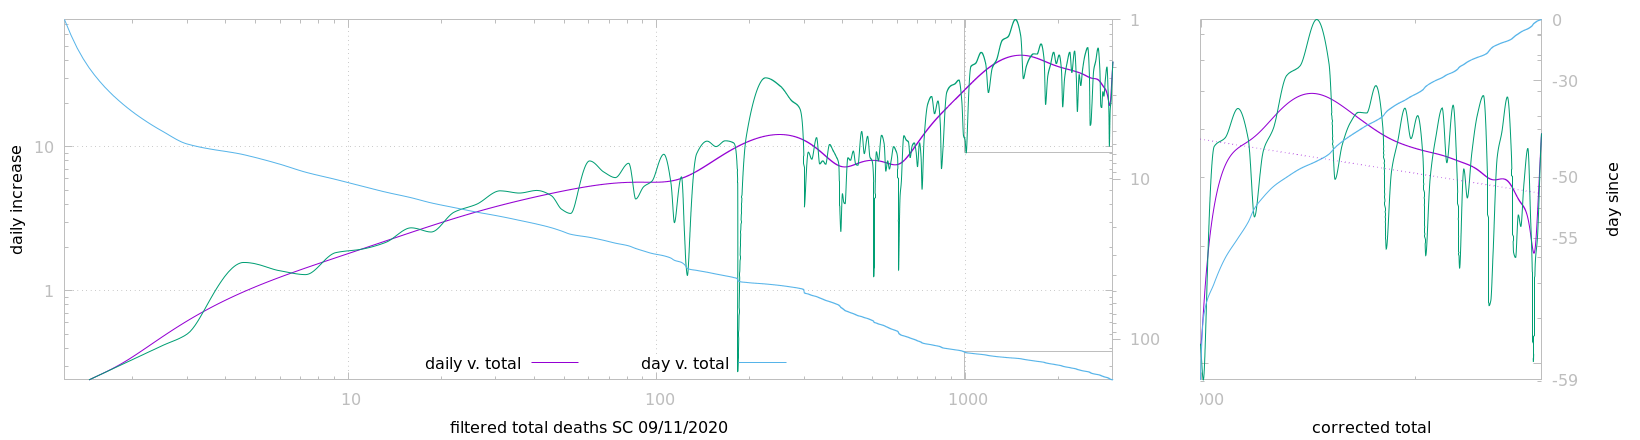 daily increase
10
1
daily v. total
day v. total
10
100
1000
filtered total deaths SC 09/11/2020
1
10
100
000
corrected total
0
-30
-50
-55
-59
day since